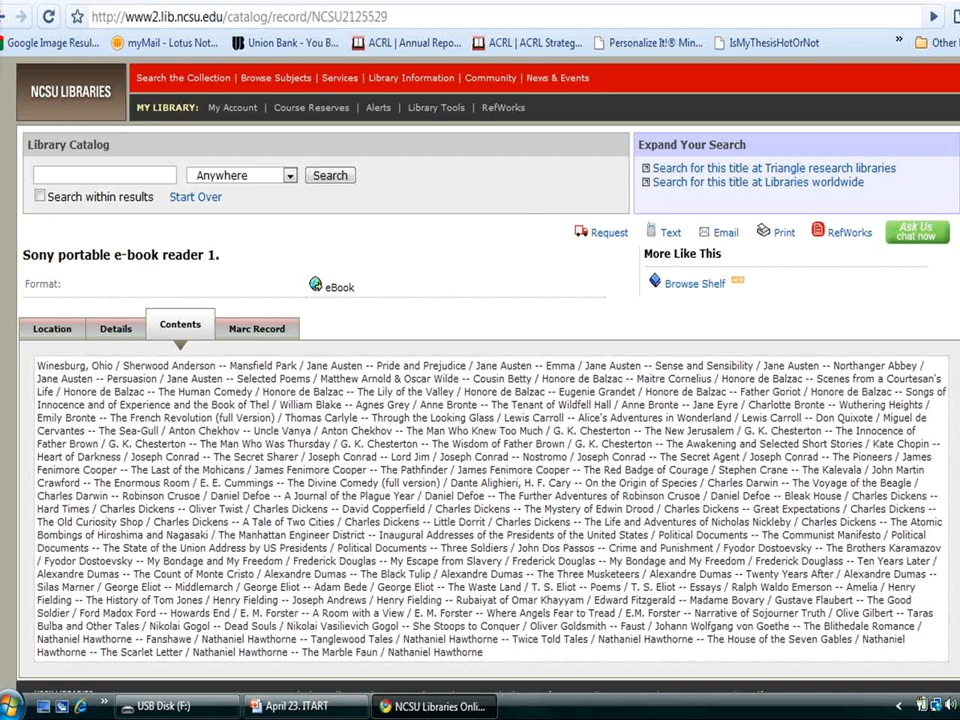 http://www2.lib.ncsu.edu/catalog/record/NCSU2125529
Google Image Resul... myMail - Lotus Not... Union Bank - You B... ACRL | Annual Repo... ACRL | ACRL Strateg... Personalize It!® Min... IsMyThesisHotOrNot » Other
NCSU LIBRARIES
Search the Collection | Browse Subjects | Services | Library Information | Community | News & Events
MY LIBRARY: My Account | Course Reserves | Alerts | Library Tools | RefWorks
Library Catalog
Anywhere Search
Search within results Start Over
Expand Your Search
Search for this title at Triangle research libraries
Search for this title at Libraries worldwide
Request Text Email Print RefWorks Ask Us chat now
Sony portable e-book reader 1.
Format: eBook
More Like This
Browse Shelf NEW
Location Details Contents Marc Record
Winesburg, Ohio / Sherwood Anderson -- Mansfield Park / Jane Austen -- Pride and Prejudice / Jane Austen -- Emma / Jane Austen -- Sense and Sensibility / Jane Austen -- Northanger Abbey /
Jane Austen -- Persuasion / Jane Austen -- Selected Poems / Matthew Arnold & Oscar Wilde -- Cousin Betty / Honore de Balzac -- Maitre Cornelius / Honore de Balzac -- Scenes from a Courtesan's
Life / Honore de Balzac -- The Human Comedy / Honore de Balzac -- The Lily of the Valley / Honore de Balzac -- Eugenie Grandet / Honore de Balzac -- Father Goriot / Honore de Balzac -- Songs of
Innocence and of Experience and the Book of Thel / William Blake -- Agnes Grey / Anne Bronte -- The Tenant of Wildfell Hall / Anne Bronte -- Jane Eyre / Charlotte Bronte -- Wuthering Heights /
Emily Bronte -- The French Revolution (full Version) / Thomas Carlyle -- Through the Looking Glass / Lewis Carroll -- Alice's Adventures in Wonderland / Lewis Carroll -- Don Quixote / Miguel de
Cervantes -- The Sea-Gull / Anton Chekhov -- Uncle Vanya / Anton Chekhov -- The Man Who Knew Too Much / G. K. Chesterton -- The New Jerusalem / G. K. Chesterton -- The Innocence of
Father Brown / G. K. Chesterton -- The Man Who Was Thursday / G. K. Chesterton -- The Wisdom of Father Brown / G. K. Chesterton -- The Awakening and Selected Short Stories / Kate Chopin --
Heart of Darkness / Joseph Conrad -- The Secret Sharer / Joseph Conrad -- Lord Jim / Joseph Conrad -- Nostromo / Joseph Conrad -- The Secret Agent / Joseph Conrad -- The Pioneers / James
Fenimore Cooper -- The Last of the Mohicans / James Fenimore Cooper -- The Pathfinder / James Fenimore Cooper -- The Red Badge of Courage / Stephen Crane -- The Kalevala / John Martin
Crawford -- The Enormous Room / E. E. Cummings -- The Divine Comedy (full version) / Dante Alighieri, H. F. Cary -- On the Origin of Species / Charles Darwin -- The Voyage of the Beagle /
Charles Darwin -- Robinson Crusoe / Daniel Defoe -- A Journal of the Plague Year / Daniel Defoe -- The Further Adventures of Robinson Crusoe / Daniel Defoe -- Bleak House / Charles Dickens --
Hard Times / Charles Dickens -- Oliver Twist / Charles Dickens -- David Copperfield / Charles Dickens -- The Mystery of Edwin Drood / Charles Dickens -- Great Expectations / Charles Dickens --
The Old Curiosity Shop / Charles Dickens -- A Tale of Two Cities / Charles Dickens -- Little Dorrit / Charles Dickens -- The Life and Adventures of Nicholas Nickleby / Charles Dickens -- The Atomic
Bombings of Hiroshima and Nagasaki / The Manhattan Engineer District -- Inaugural Addresses of the Presidents of the United States / Political Documents -- The Communist Manifesto / Political
Documents -- The State of the Union Address by US Presidents / Political Documents -- Three Soldiers / John Dos Passos -- Crime and Punishment / Fyodor Dostoevsky -- The Brothers Karamazov
/ Fyodor Dostoevsky -- My Bondage and My Freedom / Frederick Douglas -- My Escape from Slavery / Frederick Douglas -- My Bondage and My Freedom / Frederick Douglass -- Ten Years Later /
Alexandre Dumas -- The Count of Monte Cristo / Alexandre Dumas -- The Black Tulip / Alexandre Dumas -- The Three Musketeers / Alexandre Dumas -- Twenty Years After / Alexandre Dumas --
Silas Marner / George Eliot -- Middlemarch / George Eliot -- Adam Bede / George Eliot -- The Waste Land / T. S. Eliot -- Poems / T. S. Eliot -- Essays / Ralph Waldo Emerson -- Amelia / Henry
Fielding -- The History of Tom Jones / Henry Fielding -- Joseph Andrews / Henry Fielding -- Rubaiyat of Omar Khayyam / Edward Fitzgerald -- Madame Bovary / Gustave Flaubert -- The Good
Soldier / Ford Madox Ford -- Howards End / E. M. Forster -- A Room with a View / E. M. Forster -- Where Angels Fear to Tread / E.M. Forster -- Narrative of Sojourner Truth / Olive Gilbert -- Taras
Bulba and Other Tales / Nikolai Gogol -- Dead Souls / Nikolai Vasilievich Gogol -- She Stoops to Conquer / Oliver Goldsmith -- Faust / Johann Wolfgang von Goethe -- The Blithedale Romance /
Nathaniel Hawthorne -- Fanshawe / Nathaniel Hawthorne -- Tanglewood Tales / Nathaniel Hawthorne -- Twice Told Tales / Nathaniel Hawthorne -- The House of the Seven Gables / Nathaniel
Hawthorne -- The Scarlet Letter / Nathaniel Hawthorne -- The Marble Faun / Nathaniel Hawthorne
» USB Disk (F:) April 23. ITART NCSU Libraries Onli...